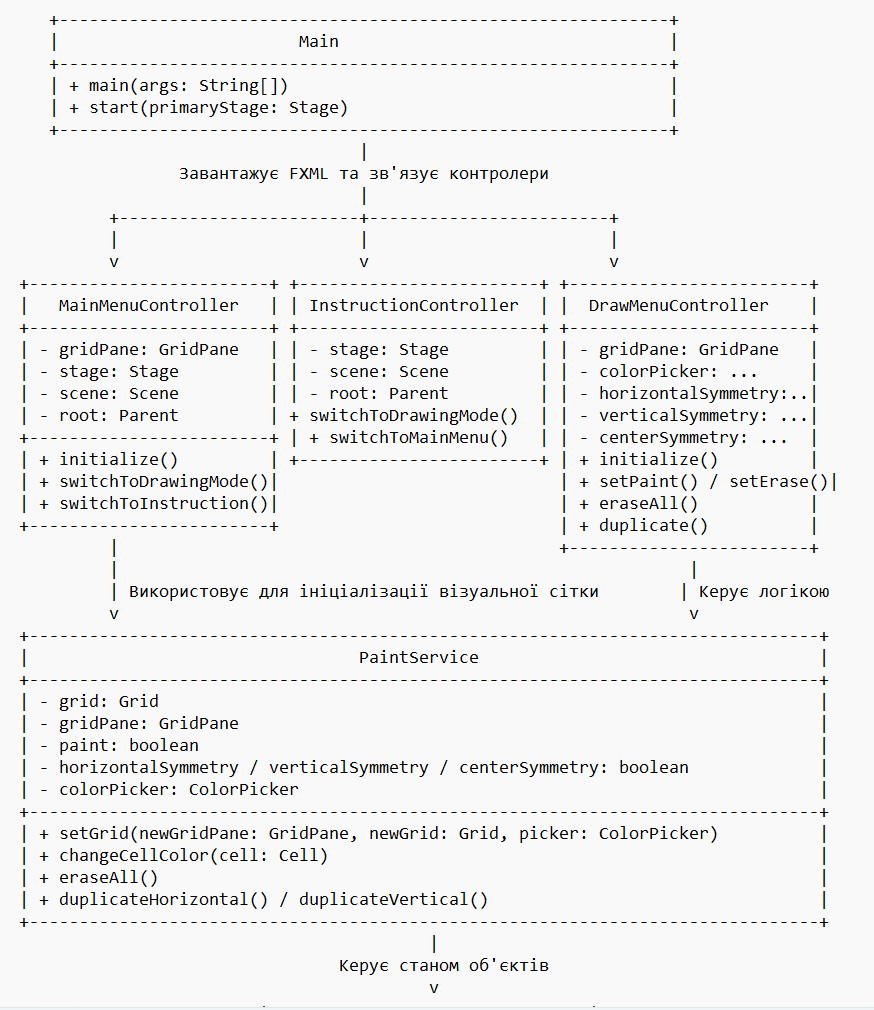 +-------------------------------------------------------------+
|                        Main                                 |
+-------------------------------------------------------------+
| + main(args: String[])                                      |
| + start(primaryStage: Stage)                                |
+-------------------------------------------------------------+
|
Завантажує FXML та зв'язує контролери
|
+------------------------+------------------------+
|                        |                        |
v                        v                        v
+------------------------+ +------------------------+ +------------------------+
|   MainMenuController   | | InstructionController  | |  DrawMenuController    |
+------------------------+ +------------------------+ +------------------------+
| - gridPane: GridPane   | | - stage: Stage         | | - gridPane: GridPane   |
| - stage: Stage         | | - scene: Scene         | | - colorPicker: ...     |
| - scene: Scene         | | - root: Parent         | | - horizontalSymmetry:..|
| - root: Parent         | + switchToDrawingMode()  | | - verticalSymmetry: ...|
+------------------------+ | + switchToMainMenu()   | | - centerSymmetry: ...  |
| + initialize()         | +------------------------+ | + initialize()         |
| + switchToDrawingMode()|                            | + setPaint() / setErase()|
| + switchToInstruction()|                            | + eraseAll()           |
+------------------------+                            | + duplicate()          |
|                                            +------------------------+
|                                                         |
| Використовує для ініціалізації візуальної сітки        | Керує логікою
v                                                         v
+-------------------------------------------------------------------------------+
|                                 PaintService                                  |
+-------------------------------------------------------------------------------+
| - grid: Grid                                                                  |
| - gridPane: GridPane                                                          |
| - paint: boolean                                                              |
| - horizontalSymmetry / verticalSymmetry / centerSymmetry: boolean             |
| - colorPicker: ColorPicker                                                    |
+-------------------------------------------------------------------------------+
| + setGrid(newGridPane: GridPane, newGrid: Grid, picker: ColorPicker)          |
| + changeCellColor(cell: Cell)                                                 |
| + eraseAll()                                                                  |
| + duplicateHorizontal() / duplicateVertical()                                 |
+-------------------------------------------------------------------------------+
|
Керує станом об'єктів
v